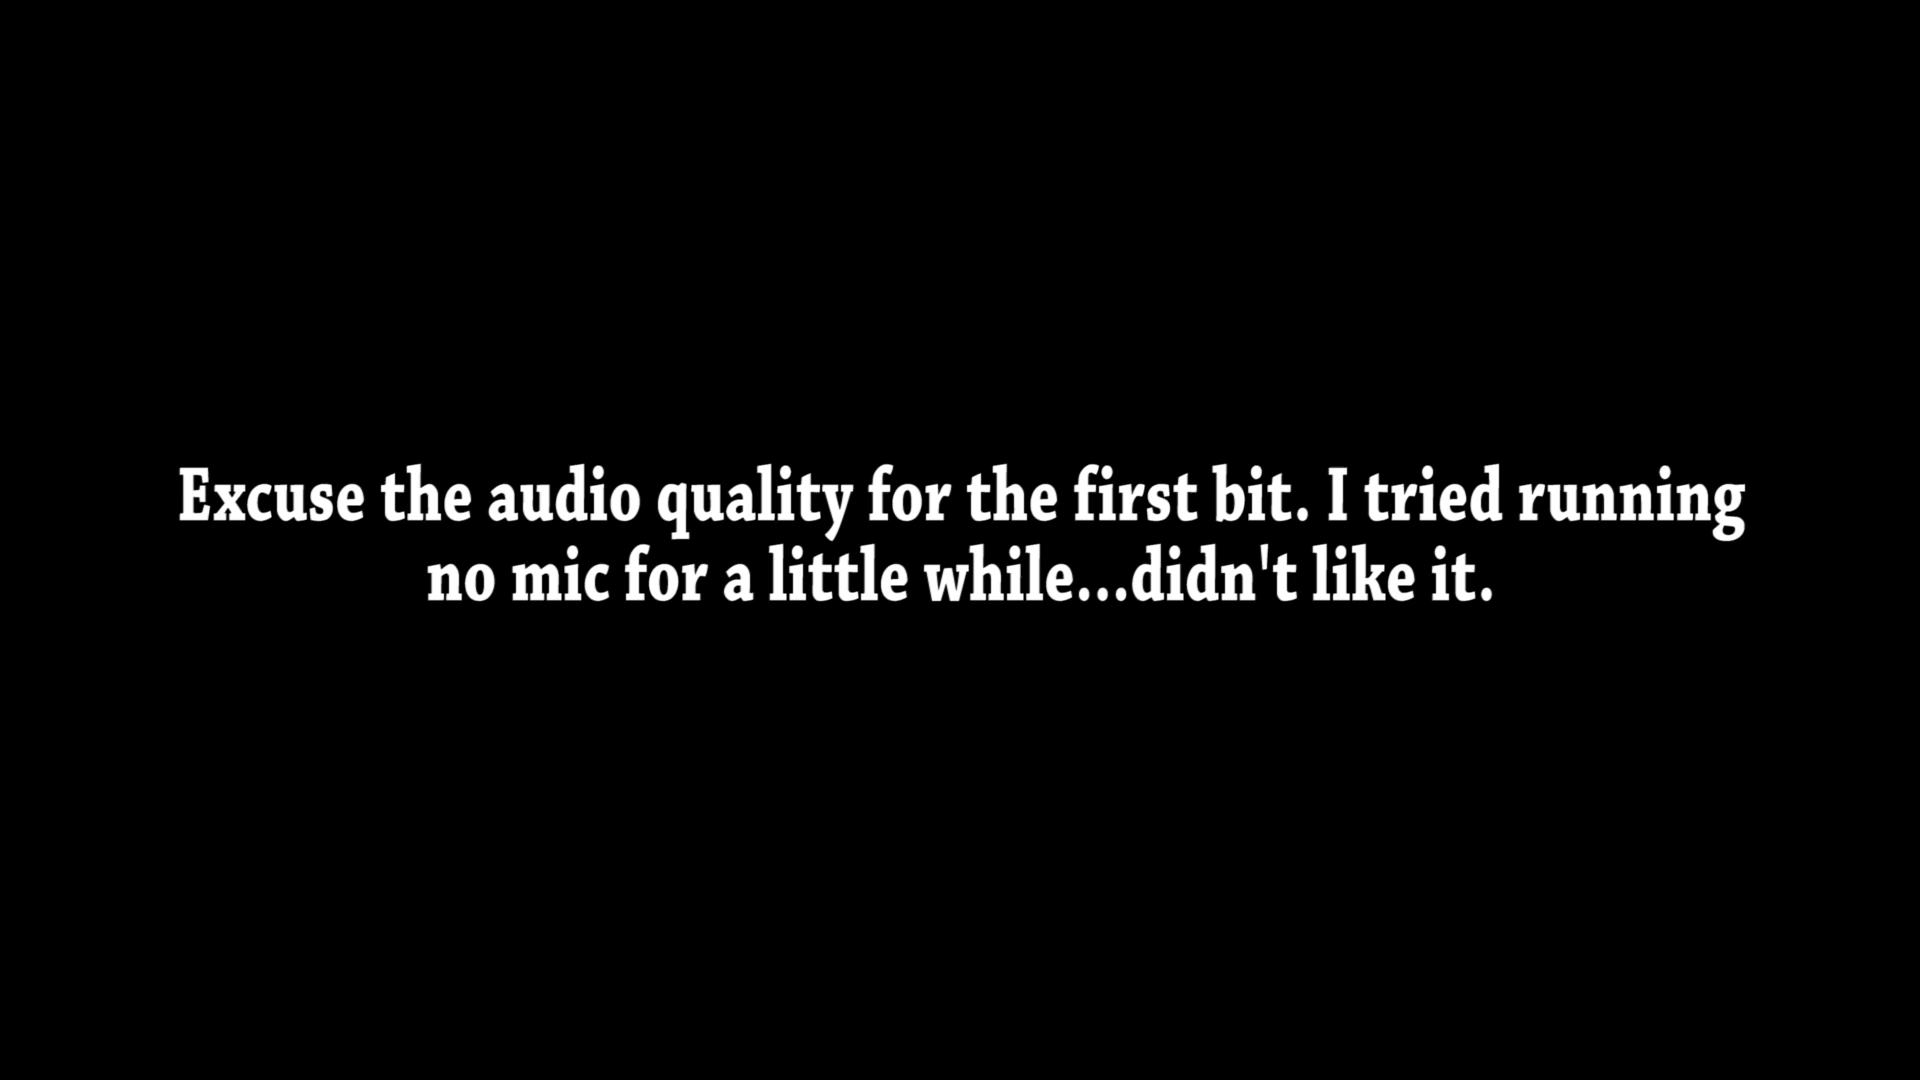 Excuse the audio quality for the first bit. I tried running
no mic for a little while...didn't like it.